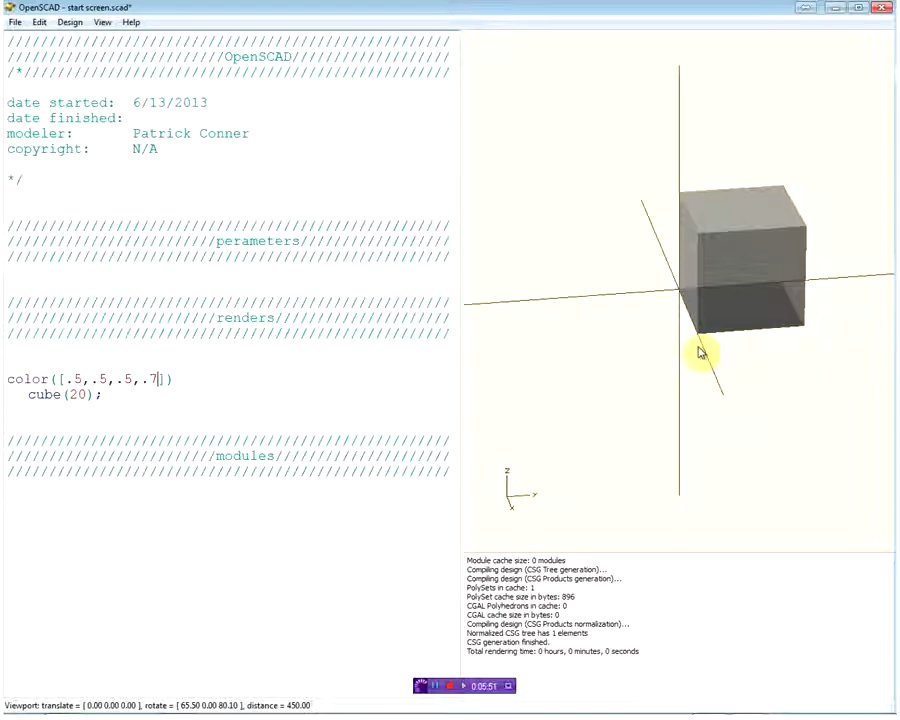 OpenSCAD - start screen.scad*
File Edit Design View Help
/////////////////////////////////////////////////////
//////////////////////////OpenSCAD///////////////////
/*///////////////////////////////////////////////////
date started: 6/13/2013
date finished:
modeler: Patrick Conner
copyright: N/A
*/
/////////////////////////////////////////////////////
/////////////////////////perameters//////////////////
/////////////////////////////////////////////////////
/////////////////////////////////////////////////////
/////////////////////////renders/////////////////////
/////////////////////////////////////////////////////
color([.5,.5,.5,.7])
cube(20);
/////////////////////////////////////////////////////
/////////////////////////modules/////////////////////
/////////////////////////////////////////////////////
z
y
x
Module cache size: 0 modules
Compiling design (CSG Tree generation)...
Compiling design (CSG Products generation)...
PolySets in cache: 1
PolySet cache size in bytes: 896
CGAL Polyhedrons in cache: 0
CGAL cache size in bytes: 0
Compiling design (CSG Products normalization)...
Normalized CSG tree has 1 elements
CSG generation finished.
Total rendering time: 0 hours, 0 minutes, 0 seconds
0:05:51
Viewport: translate = [ 0.00 0.00 0.00 ], rotate = [ 65.50 0.00 80.10 ], distance = 450.00